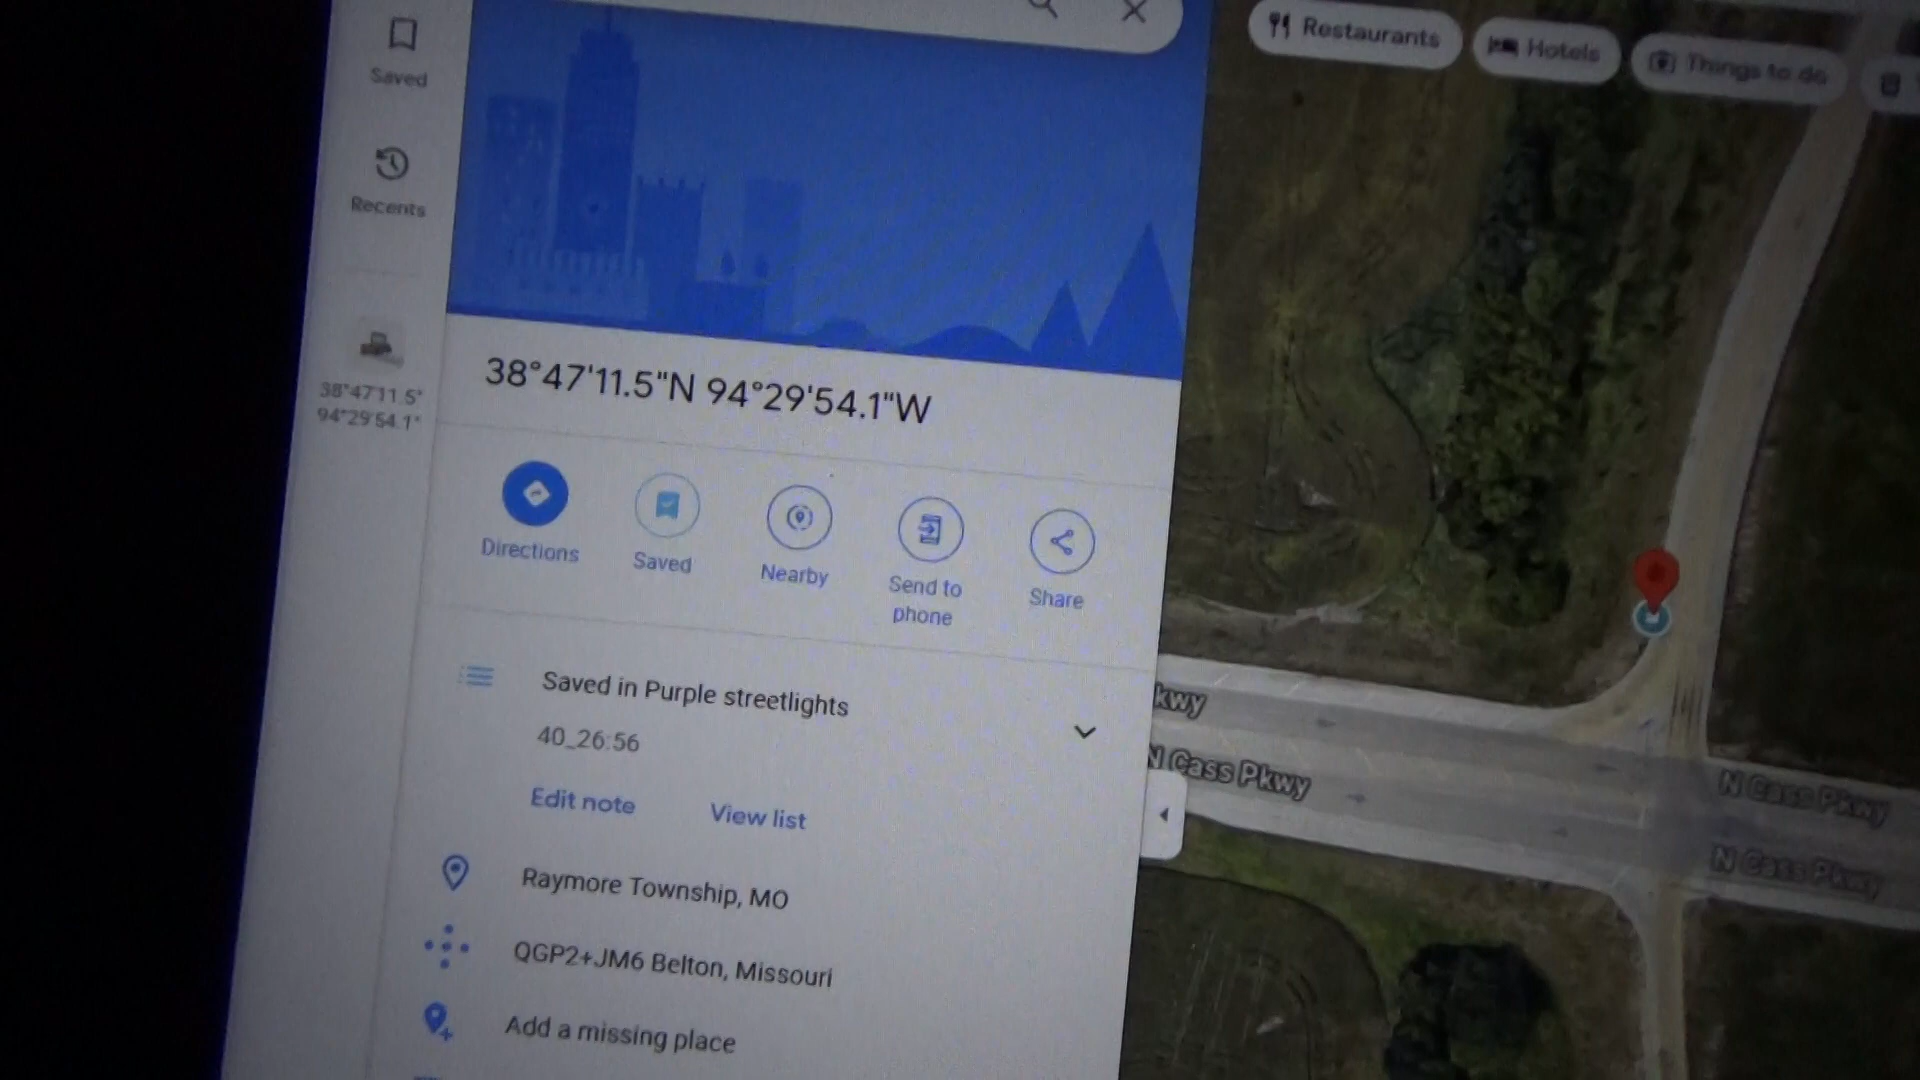 Saved
Recents
38°47'11.5"
94°29'54.1"
Restaurants
Hotels
Things to do
38°47'11.5"N 94°29'54.1"W
Directions
Saved
Nearby
Send to
phone
Share
Saved in Purple streetlights
40_26:56
Edit note
View list
Raymore Township, MO
QGP2+JM6 Belton, Missouri
Add a missing place
kwy
N Cass Pkwy
N Cass Pkwy
N Cass Pkwy